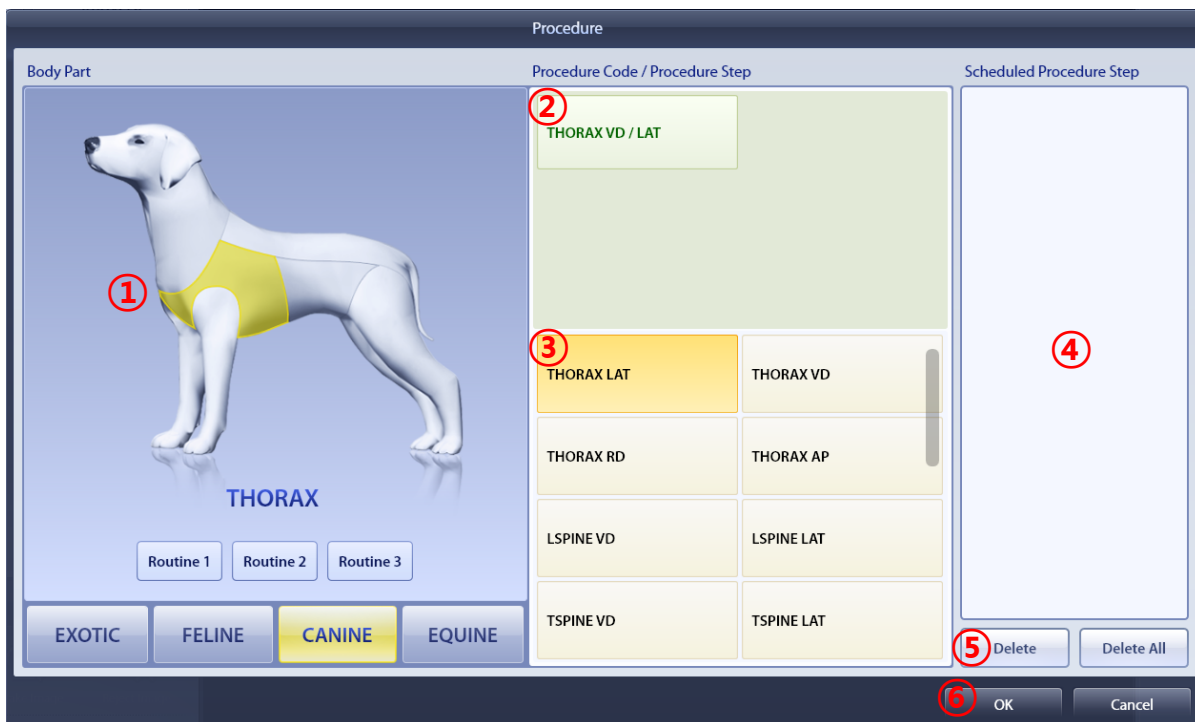 Procedure
Body Part
Procedure Code / Procedure Step
Scheduled Procedure Step
①
THORAX
Routine 1 Routine 2 Routine 3
EXOTIC FELINE CANINE EQUINE
②
THORAX VD / LAT
③
THORAX LAT THORAX VD
THORAX RD THORAX AP
LSPINE VD LSPINE LAT
TSPINE VD TSPINE LAT
④
⑤ Delete Delete All
⑥ OK Cancel